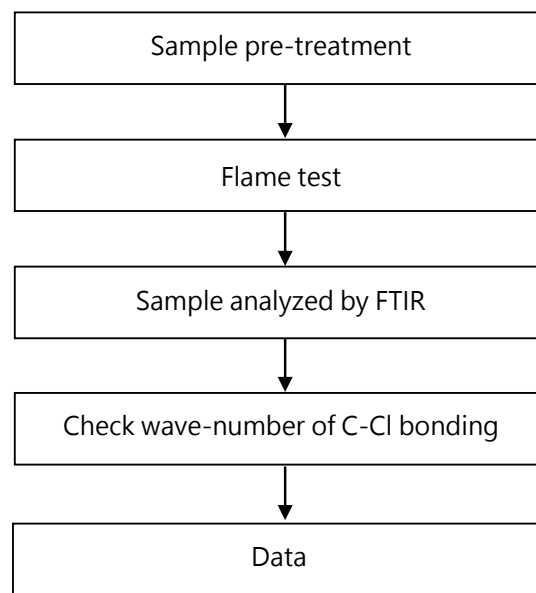 Sample pre-treatment
Flame test
Sample analyzed by FTIR
Check wave-number of C-Cl bonding
Data